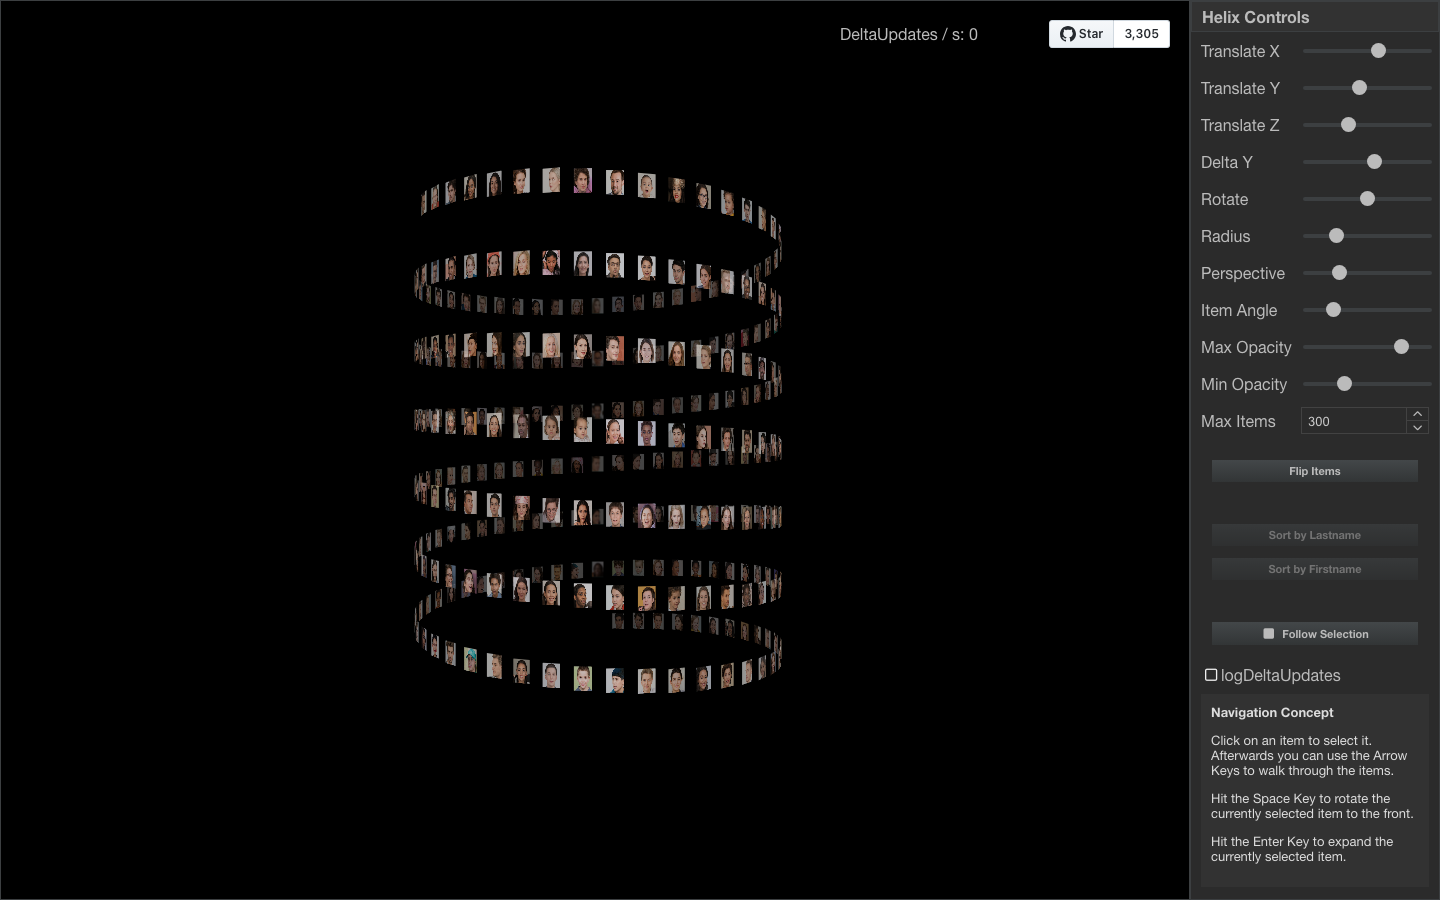 DeltaUpdates / s: 0
Star
3,305
Helix Controls
Translate X
Translate Y
Translate Z
Delta Y
Rotate
Radius
Perspective
Item Angle
Max Opacity
Min Opacity
Max Items
300
Flip Items
Sort by Lastname
Sort by Firstname
Follow Selection
logDeltaUpdates
Navigation Concept
Click on an item to select it.
Afterwards you can use the Arrow
Keys to walk through the items.
Hit the Space Key to rotate the
currently selected item to the front.
Hit the Enter Key to expand the
currently selected item.